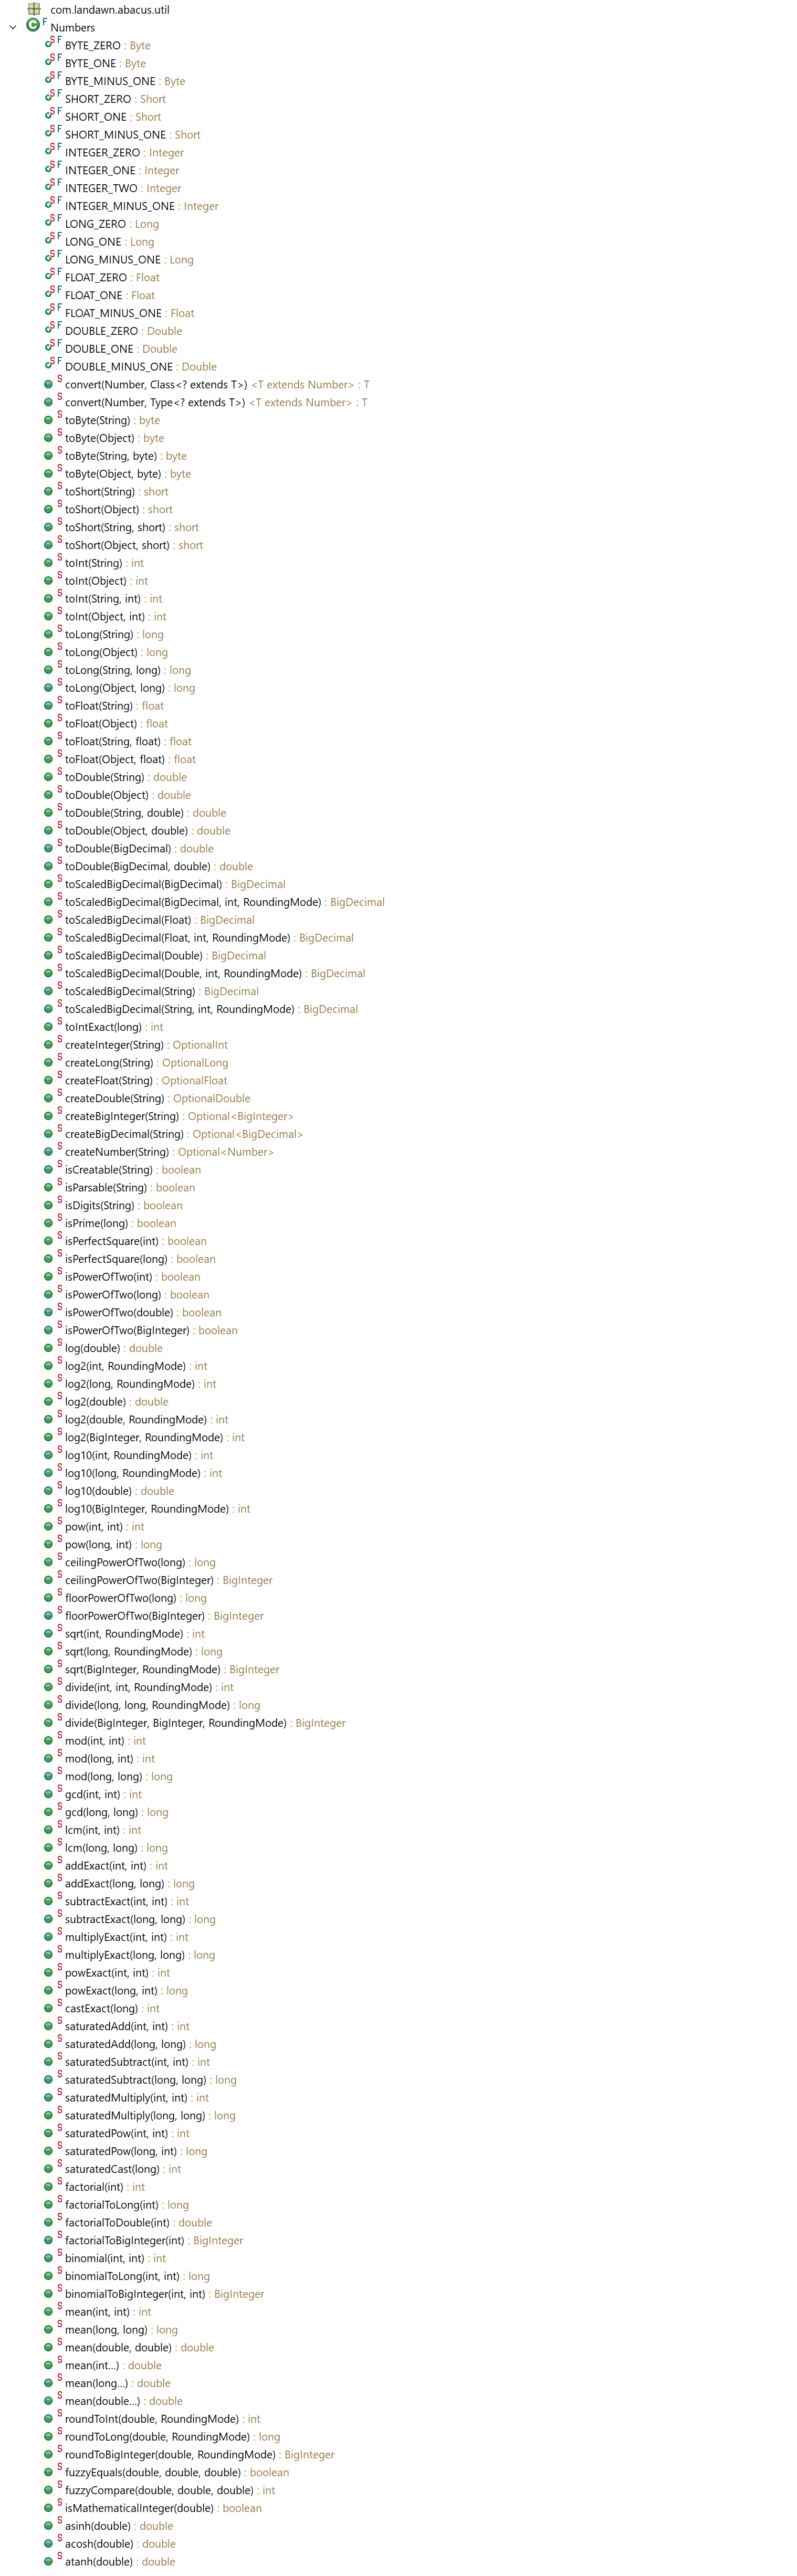 com.landawn.abacus.util
Numbers
BYTE_ZERO : Byte
BYTE_ONE : Byte
BYTE_MINUS_ONE : Byte
SHORT_ZERO : Short
SHORT_ONE : Short
SHORT_MINUS_ONE : Short
INTEGER_ZERO : Integer
INTEGER_ONE : Integer
INTEGER_TWO : Integer
INTEGER_MINUS_ONE : Integer
LONG_ZERO : Long
LONG_ONE : Long
LONG_MINUS_ONE : Long
FLOAT_ZERO : Float
FLOAT_ONE : Float
FLOAT_MINUS_ONE : Float
DOUBLE_ZERO : Double
DOUBLE_ONE : Double
DOUBLE_MINUS_ONE : Double
convert(Number, Class<? extends T>) <T extends Number> : T
convert(Number, Type<? extends T>) <T extends Number> : T
toByte(String) : byte
toByte(Object) : byte
toByte(String, byte) : byte
toByte(Object, byte) : byte
toShort(String) : short
toShort(Object) : short
toShort(String, short) : short
toShort(Object, short) : short
toInt(String) : int
toInt(Object) : int
toInt(String, int) : int
toInt(Object, int) : int
toLong(String) : long
toLong(Object) : long
toLong(String, long) : long
toLong(Object, long) : long
toFloat(String) : float
toFloat(Object) : float
toFloat(String, float) : float
toFloat(Object, float) : float
toDouble(String) : double
toDouble(Object) : double
toDouble(String, double) : double
toDouble(Object, double) : double
toDouble(BigDecimal) : double
toDouble(BigDecimal, double) : double
toScaledBigDecimal(BigDecimal) : BigDecimal
toScaledBigDecimal(BigDecimal, int, RoundingMode) : BigDecimal
toScaledBigDecimal(Float) : BigDecimal
toScaledBigDecimal(Float, int, RoundingMode) : BigDecimal
toScaledBigDecimal(Double) : BigDecimal
toScaledBigDecimal(Double, int, RoundingMode) : BigDecimal
toScaledBigDecimal(String) : BigDecimal
toScaledBigDecimal(String, int, RoundingMode) : BigDecimal
toIntExact(long) : int
createInteger(String) : OptionalInt
createLong(String) : OptionalLong
createFloat(String) : OptionalFloat
createDouble(String) : OptionalDouble
createBigInteger(String) : Optional<BigInteger>
createBigDecimal(String) : Optional<BigDecimal>
createNumber(String) : Optional<Number>
isCreatable(String) : boolean
isParsable(String) : boolean
isDigits(String) : boolean
isPrime(long) : boolean
isPerfectSquare(int) : boolean
isPerfectSquare(long) : boolean
isPowerOfTwo(int) : boolean
isPowerOfTwo(long) : boolean
isPowerOfTwo(double) : boolean
isPowerOfTwo(BigInteger) : boolean
log(double) : double
log2(int, RoundingMode) : int
log2(long, RoundingMode) : int
log2(double) : double
log2(double, RoundingMode) : int
log2(BigInteger, RoundingMode) : int
log10(int, RoundingMode) : int
log10(long, RoundingMode) : int
log10(double) : double
log10(BigInteger, RoundingMode) : int
pow(int, int) : int
pow(long, int) : long
ceilingPowerOfTwo(long) : long
ceilingPowerOfTwo(BigInteger) : BigInteger
floorPowerOfTwo(long) : long
floorPowerOfTwo(BigInteger) : BigInteger
sqrt(int, RoundingMode) : int
sqrt(long, RoundingMode) : long
sqrt(BigInteger, RoundingMode) : BigInteger
divide(int, int, RoundingMode) : int
divide(long, long, RoundingMode) : long
divide(BigInteger, BigInteger, RoundingMode) : BigInteger
mod(int, int) : int
mod(long, int) : int
mod(long, long) : long
gcd(int, int) : int
gcd(long, long) : long
lcm(int, int) : int
lcm(long, long) : long
addExact(int, int) : int
addExact(long, long) : long
subtractExact(int, int) : int
subtractExact(long, long) : long
multiplyExact(int, int) : int
multiplyExact(long, long) : long
powExact(int, int) : int
powExact(long, int) : long
castExact(long) : int
saturatedAdd(int, int) : int
saturatedAdd(long, long) : long
saturatedSubtract(int, int) : int
saturatedSubtract(long, long) : long
saturatedMultiply(int, int) : int
saturatedMultiply(long, long) : long
saturatedPow(int, int) : int
saturatedPow(long, int) : long
saturatedCast(long) : int
factorial(int) : int
factorialToLong(int) : long
factorialToDouble(int) : double
factorialToBigInteger(int) : BigInteger
binomial(int, int) : int
binomialToLong(int, int) : long
binomialToBigInteger(int, int) : BigInteger
mean(int, int) : int
mean(long, long) : long
mean(double, double) : double
mean(int...) : double
mean(long...) : double
mean(double...) : double
roundToInt(double, RoundingMode) : int
roundToLong(double, RoundingMode) : long
roundToBigInteger(double, RoundingMode) : BigInteger
fuzzyEquals(double, double, double) : boolean
fuzzyCompare(double, double, double) : int
isMathematicalInteger(double) : boolean
asinh(double) : double
acosh(double) : double
atanh(double) : double